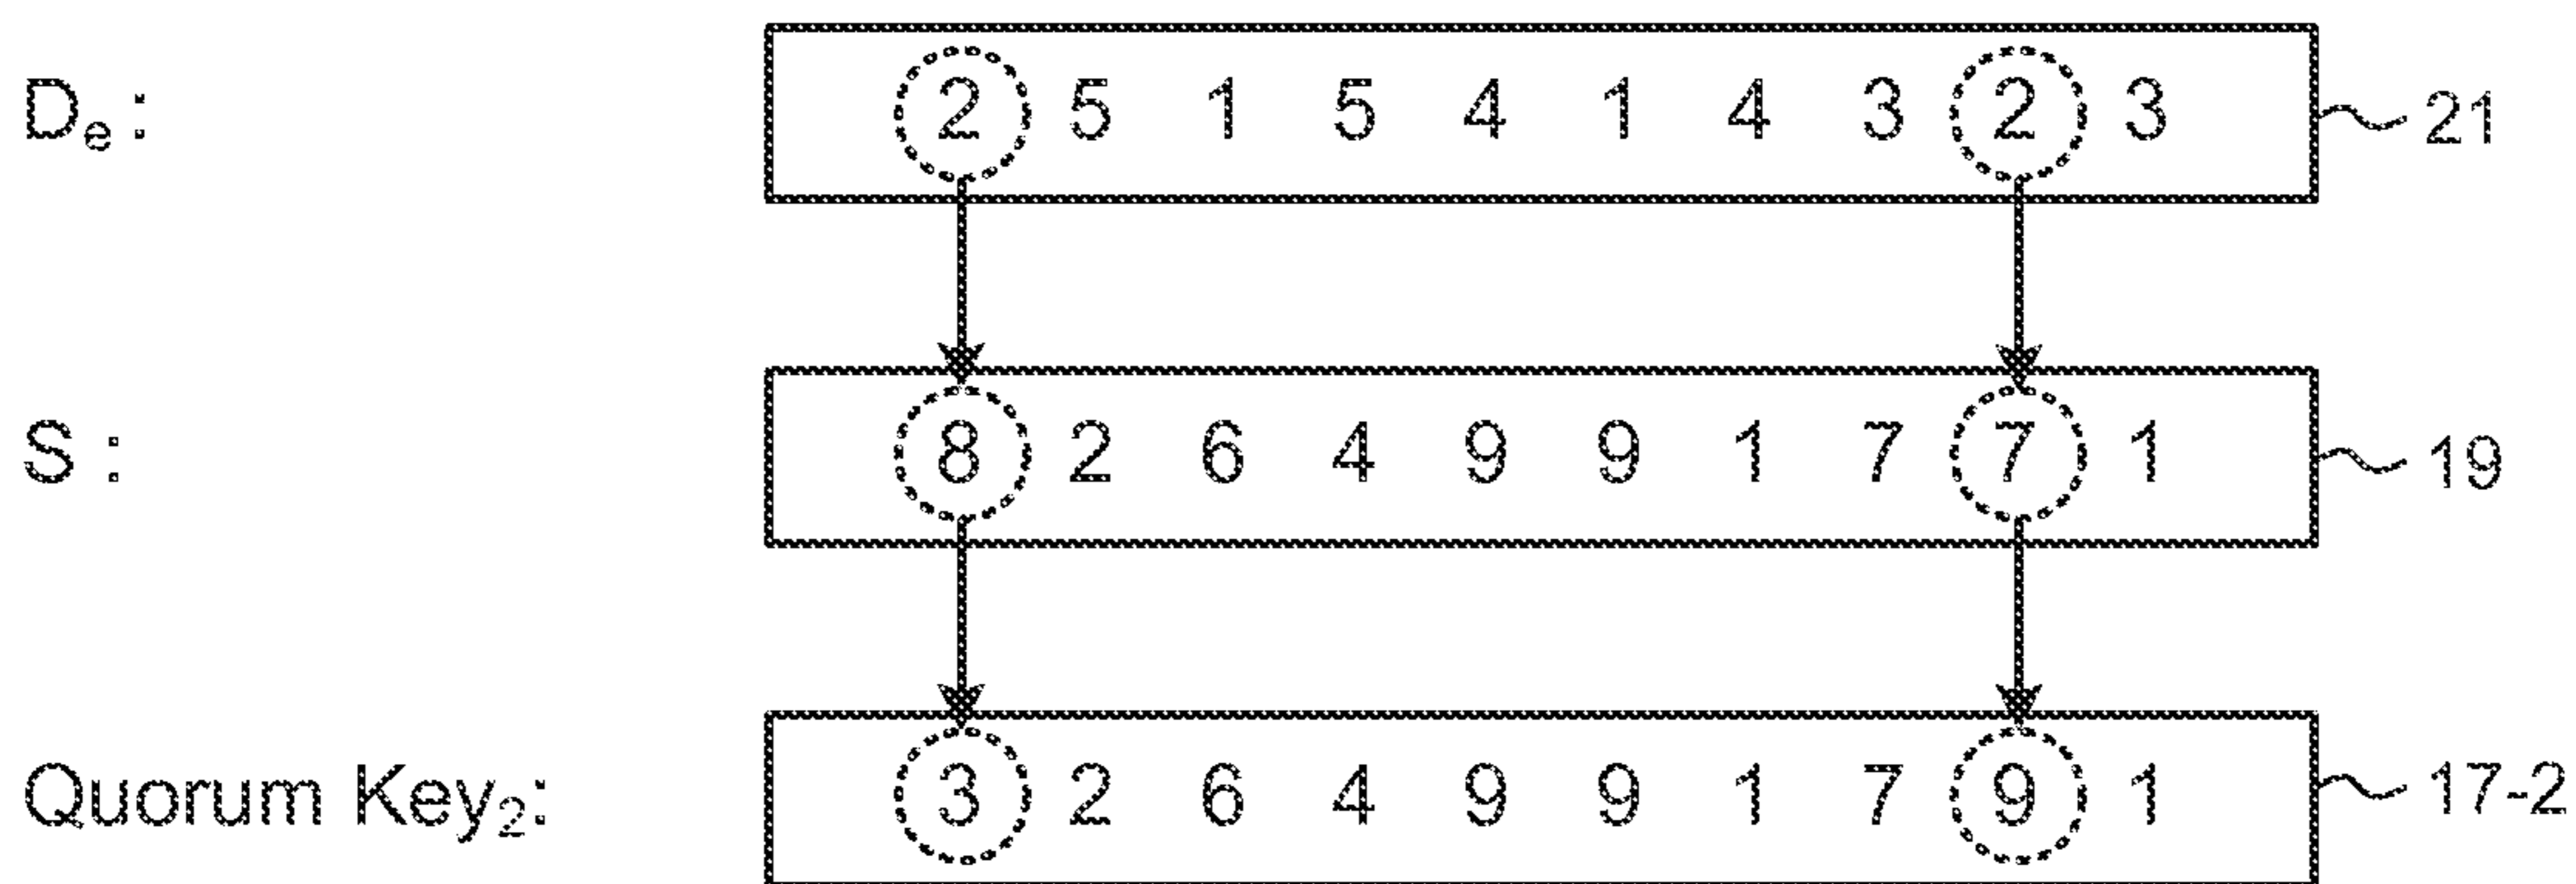 Dₑ : 2 5 1 5 4 1 4 3 2 3 21
S : 8 2 6 4 9 9 1 7 7 1 19
Quorum Key₂: 3 2 6 4 9 9 1 7 9 1 17-2